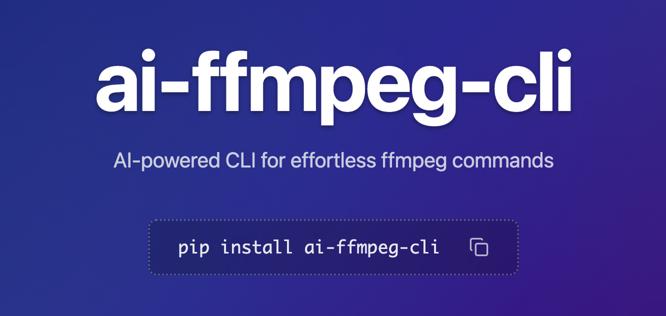 ai-ffmpeg-cli
AI-powered CLI for effortless ffmpeg commands
pip install ai-ffmpeg-cli